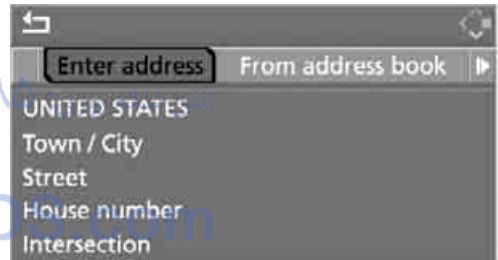 Enter address From address book
UNITED STATES
Town / City
Street
House number
Intersection